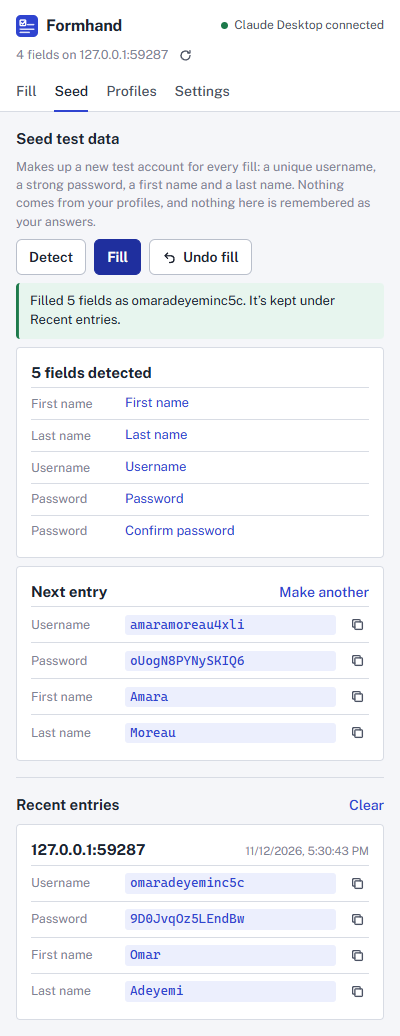 Formhand
Claude Desktop connected
4 fields on 127.0.0.1:59287
Fill Seed Profiles Settings
Seed test data
Makes up a new test account for every fill: a unique username,
a strong password, a first name and a last name. Nothing
comes from your profiles, and nothing here is remembered as
your answers.
Detect Fill Undo fill
Filled 5 fields as omaradeyeminc5c. It's kept under
Recent entries.
5 fields detected
First name First name
Last name Last name
Username Username
Password Password
Password Confirm password
Next entry Make another
Username amaramoreau4xli
Password oUogN8PYNySKIQ6
First name Amara
Last name Moreau
Recent entries Clear
127.0.0.1:59287 11/12/2026, 5:30:43 PM
Username omaradeyeminc5c
Password 9D0JvqOz5LEndBw
First name Omar
Last name Adeyemi